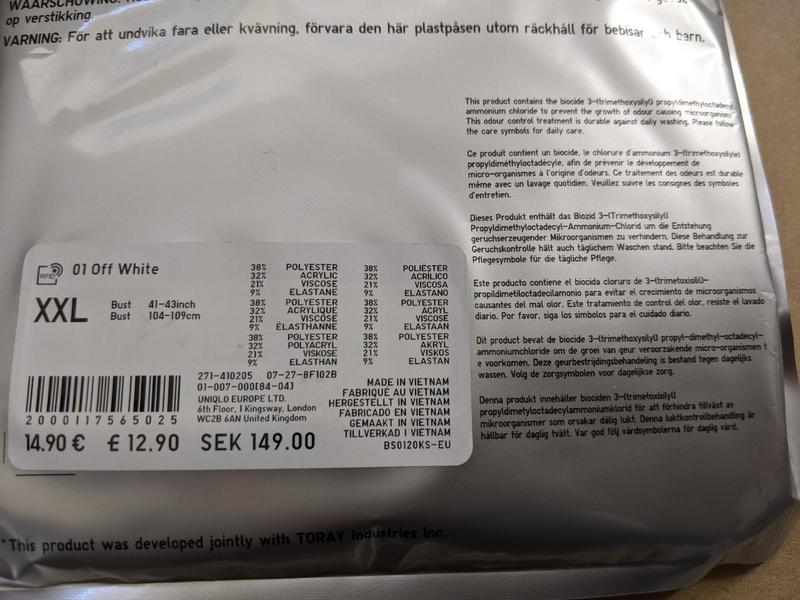 WAARSCHUWING:
op verstikking.
VARNING: För att undvika fara eller kvävning, förvara den här plastpåsen utom räckhåll för bebisar och barn.
This product contains the biocide 3-(trimethoxysilyl) propyldimethyloctadecyl
ammonium chloride to prevent the growth of odour causing microorganisms.
This odour control treatment is durable against daily washing. Please follow
the care symbols for daily care.
Ce produit contient un biocide, le chlorure d'ammonium 3-(trimethoxysilyle)
propyldiméthyloctadécyle, afin de prévenir le développement de
micro-organismes à l'origine d'odeurs. Ce traitement des odeurs est durable
même avec un lavage quotidien. Veuillez suivre les consignes des symboles
d'entretien.
Dieses Produkt enthält das Biozid 3-(Trimethoxysilyl)
Propyldimethyloctadecyl-Ammonium-Chlorid um die Entstehung
geruchserzeugender Mikroorganismen zu verhindern. Diese Behandlung zur
Geruchskontrolle hält auch täglichem Waschen stand. Bitte beachten Sie die
Pflegesymbole für die tägliche Pflege.
Este producto contiene el biocida cloruro de 3-(trimetoxisilil)-
propildimetiloctadecilamonio para evitar el crecimiento de microorganismos
causantes del mal olor. Este tratamiento de control del olor, resiste el lavado
diario. Por favor, siga los símbolos para el cuidado diario.
Dit product bevat de biocide 3-(trimethoxysilyl) propyl-dimethyl-octadecyl-
ammoniumchloride om de groei van geur veroorzakende micro-organismen t
e voorkomen. Deze geurbestrijdingsbehandeling is bestand tegen dagelijks
wassen. Volg de zorgsymbolen voor dagelijkse zorg.
Denna produkt innehåller biociden 3-(trimetoxisilyl)
propyldimetyloctadecylammoniumklorid för att förhindra tillväxt av
mikroorganismer som orsakar dålig lukt. Denna luktkontrollbehandling är
hållbar för daglig tvätt. Var god följ vårdsymbolerna för daglig vård.
RFID 01 Off White
XXL
Bust 41-43inch
Bust 104-109cm
38% POLYESTER 38% POLIÉSTER
32% ACRYLIC 32% ACRÍLICO
21% VISCOSE 21% VISCOSA
9% ELASTANE 9% ELASTANO
38% POLYESTER 38% POLYESTER
32% ACRYLIQUE 32% ACRYL
21% VISCOSE 21% VISCOSE
9% ÉLASTHANNE 9% ELASTAAN
38% POLYESTER 38% POLYESTER
32% POLYACRYL 32% AKRYL
21% VISKOSE 21% VISKOS
9% ELASTHAN 9% ELASTAN
271-410205 07-27-8F102B
01-007-000(84-04)
UNIQLO EUROPE LTD.
6th Floor, 1 Kingsway, London
WC2B 6AN United Kingdom
MADE IN VIETNAM
FABRIQUÉ AU VIETNAM
HERGESTELLT IN VIETNAM
FABRICADO EN VIETNAM
GEMAAKT IN VIETNAM
TILLVERKAD I VIETNAM
BS0120KS-EU
2000117565025
14.90 € £ 12.90 SEK 149.00
*This product was developed jointly with TORAY Industries Inc.